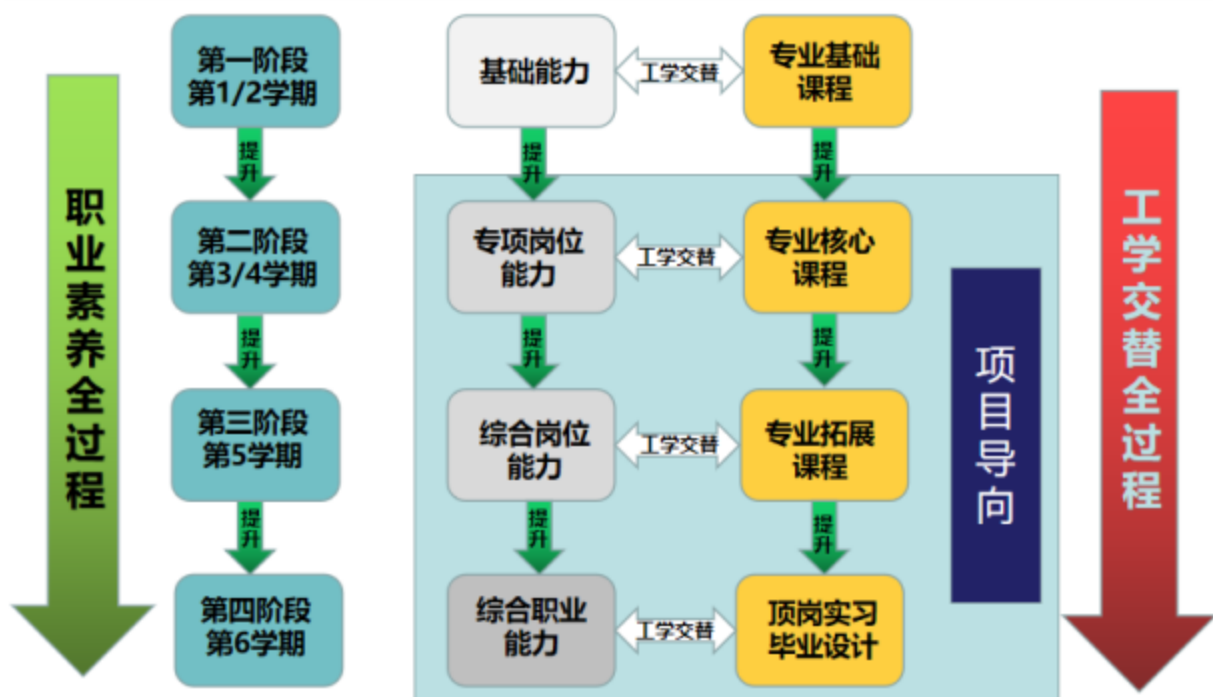 职业素养全过程
第一阶段
第1/2学期
基础能力
工学交替
专业基础
课程
提升
提升
提升
第二阶段
第3/4学期
专项岗位
能力
工学交替
专业核心
课程
提升
提升
提升
第三阶段
第5学期
综合岗位
能力
工学交替
专业拓展
课程
提升
提升
提升
第四阶段
第6学期
综合职业
能力
工学交替
顶岗实习
毕业设计
项目导向
工学交替全过程